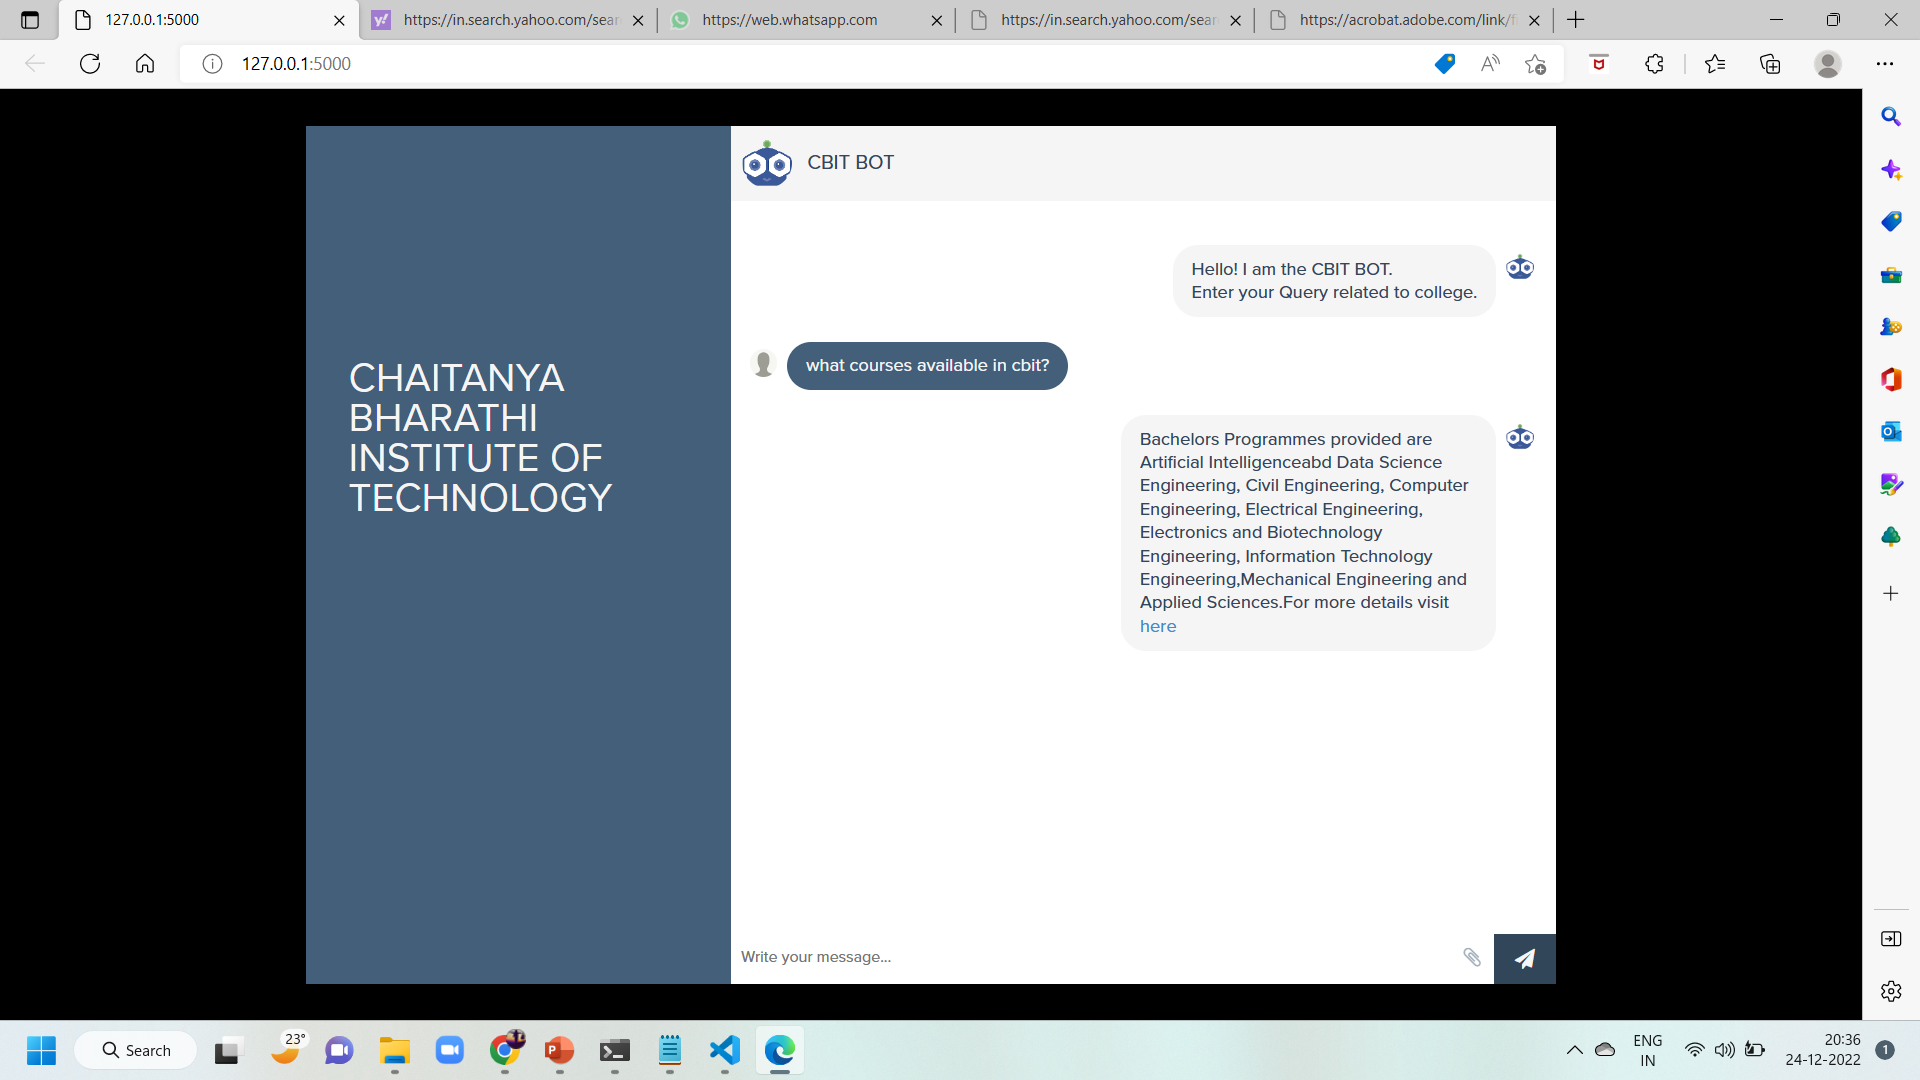 127.0.0.1:5000
https://in.search.yahoo.com/sear
https://web.whatsapp.com
https://in.search.yahoo.com/sear
https://acrobat.adobe.com/link/f
127.0.0.1:5000
CBIT BOT
Hello! I am the CBIT BOT.
Enter your Query related to college.
what courses available in cbit?
CHAITANYA
BHARATHI
INSTITUTE OF
TECHNOLOGY
Bachelors Programmes provided are
Artificial Intelligenceabd Data Science
Engineering, Civil Engineering, Computer
Engineering, Electrical Engineering,
Electronics and Biotechnology
Engineering, Information Technology
Engineering,Mechanical Engineering and
Applied Sciences.For more details visit
here
Write your message...
Search
23°
ENG
IN
20:36
24-12-2022
1